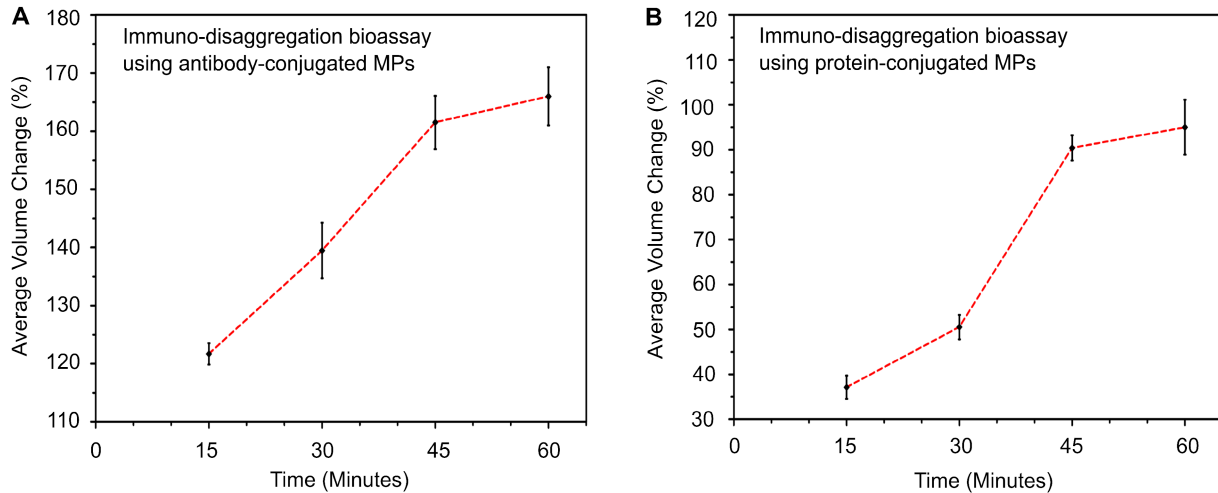 A
Immuno-disaggregation bioassay
using antibody-conjugated MPs
Average Volume Change (%)
180
170
160
150
140
130
120
110
0 15 30 45 60
Time (Minutes)
B
Immuno-disaggregation bioassay
using protein-conjugated MPs
Average Volume Change (%)
120
110
100
90
80
70
60
50
40
30
0 15 30 45 60
Time (Minutes)